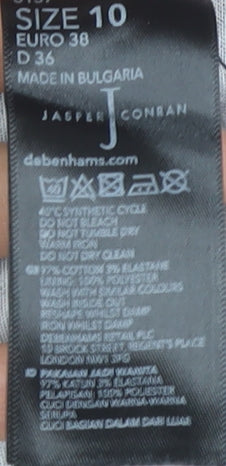 SIZE 10
EURO 38
D 36
MADE IN BULGARIA
J
JASPER CONRAN
debenhams.com
40°C SYNTHETIC CYCLE
DO NOT BLEACH
DO NOT TUMBLE DRY
WARM IRON
DO NOT DRY CLEAN
GB 97% COTTON 3% ELASTANE
LINING: 100% POLYESTER
WASH WITH SIMILAR COLOURS
WASH INSIDE OUT
RESHAPE WHILST DAMP
IRON WHILST DAMP
DEBENHAMS RETAIL PLC
10 BROCK STREET, REGENT'S PLACE
LONDON NW1 3FG
ID PAKAIAN JADI WANITA
97% KATUN 3% ELASTANA
PELAPISAN: 100% POLIESTER
CUCI DENGAN WARNA-WARNA
SERUPA
CUCI BAGIAN DALAM DARI LUAR